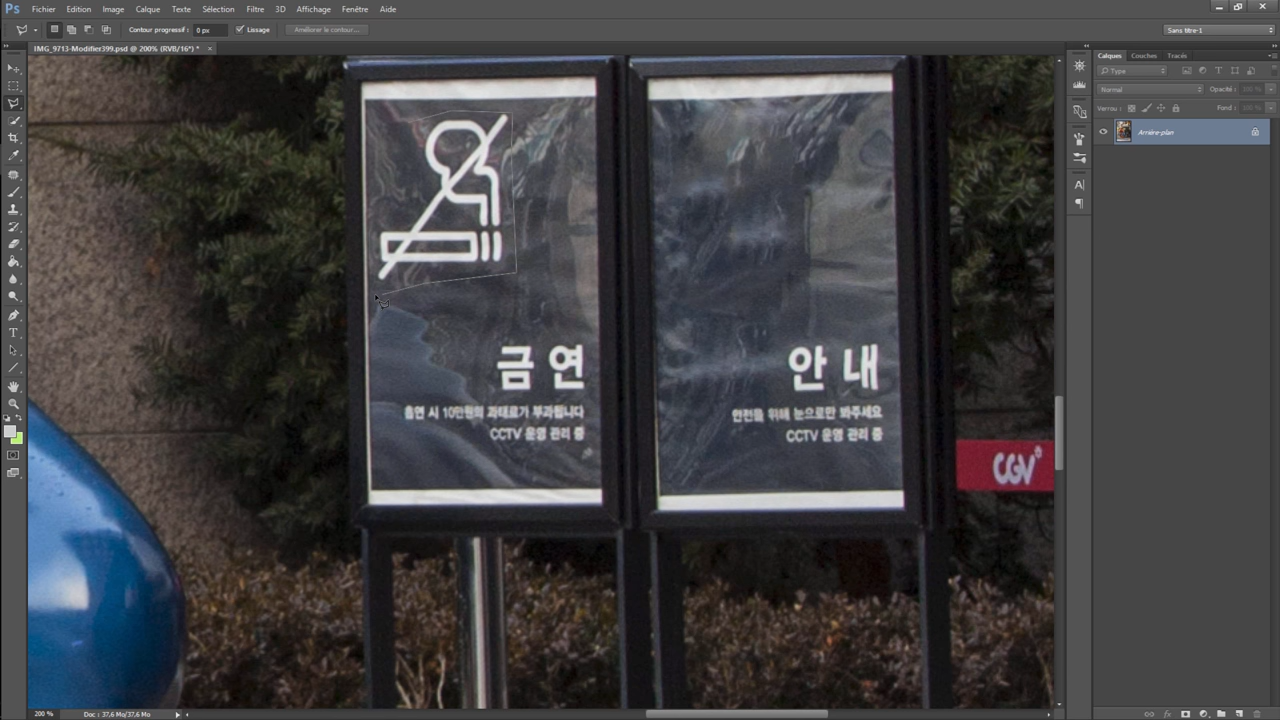 Ps Fichier Edition Image Calque Texte Sélection Filtre 3D Affichage Fenêtre Aide
Contour progressif : 0 px Lissage Améliorer le contour... Sans titre-1
IMG_9713-Modifier399.psd @ 200% (RVB/16*) * ×
Calques Couches Tracés
Type
Normal Opacité : 100 %
Verrou : Fond : 100 %
Arrière-plan
금연
흡연 시 10만원의 과태료가 부과됩니다
CCTV 운영 관리 중
안내
안전을 위해 눈으로만 봐주세요
CCTV 운영 관리 중
CGV
200 % Doc : 37,6 Mo/37,6 Mo